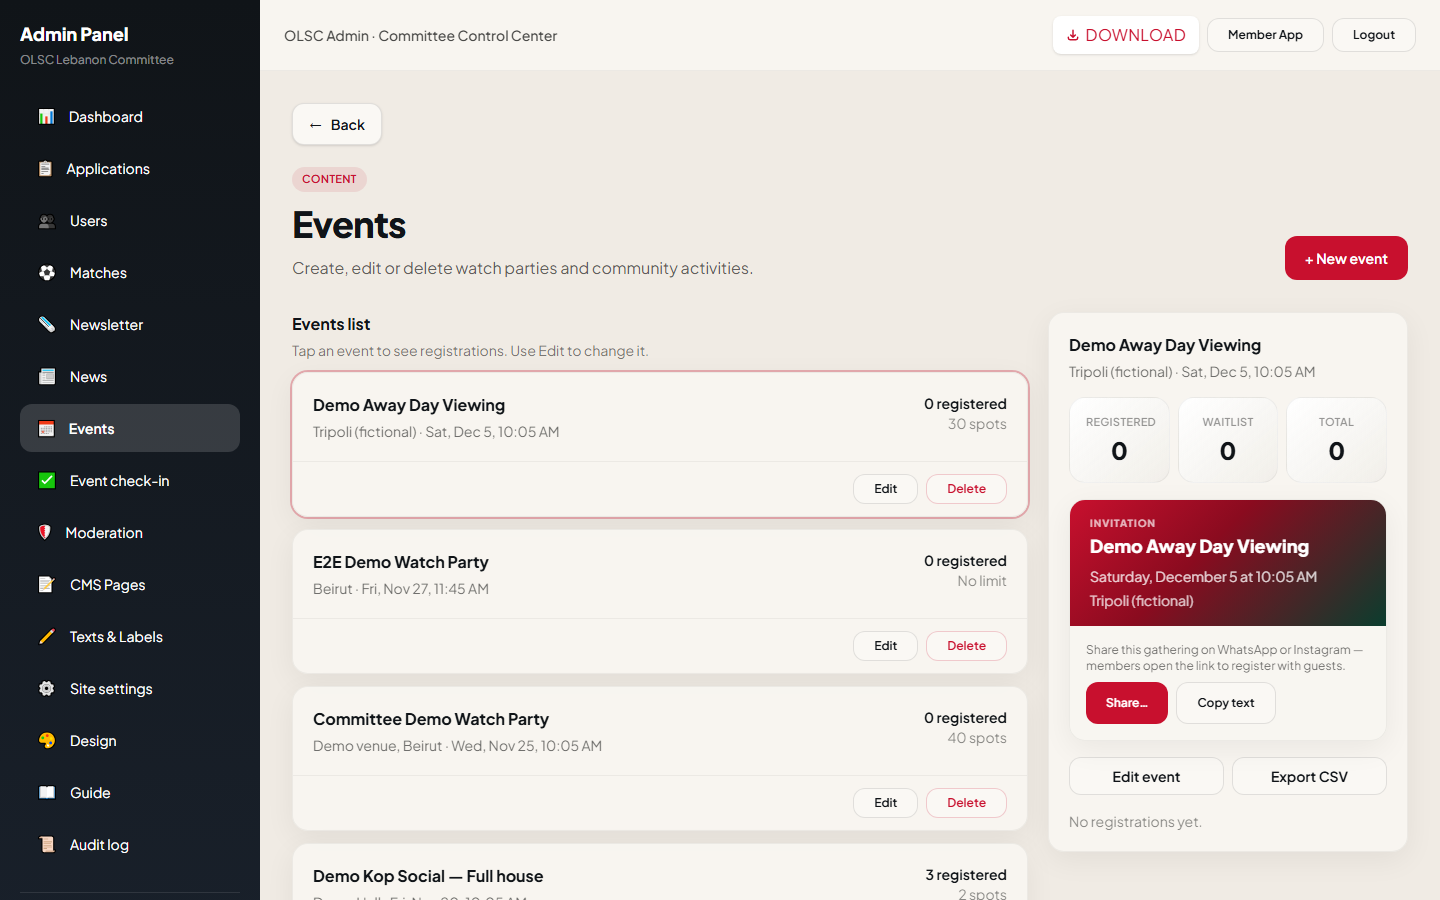 Admin Panel
OLSC Lebanon Committee
Dashboard
Applications
Users
Matches
Newsletter
News
Events
Event check-in
Moderation
CMS Pages
Texts & Labels
Site settings
Design
Guide
Audit log
OLSC Admin · Committee Control Center
DOWNLOAD
Member App
Logout
← Back
CONTENT
Events
Create, edit or delete watch parties and community activities.
+ New event
Events list
Tap an event to see registrations. Use Edit to change it.
Demo Away Day Viewing
Tripoli (fictional) · Sat, Dec 5, 10:05 AM
0 registered
30 spots
Edit
Delete
E2E Demo Watch Party
Beirut · Fri, Nov 27, 11:45 AM
0 registered
No limit
Edit
Delete
Committee Demo Watch Party
Demo venue, Beirut · Wed, Nov 25, 10:05 AM
0 registered
40 spots
Edit
Delete
Demo Kop Social — Full house
3 registered
2 spots
Demo Away Day Viewing
Tripoli (fictional) · Sat, Dec 5, 10:05 AM
REGISTERED
0
WAITLIST
0
TOTAL
0
INVITATION
Demo Away Day Viewing
Saturday, December 5 at 10:05 AM
Tripoli (fictional)
Share this gathering on WhatsApp or Instagram —
members open the link to register with guests.
Share...
Copy text
Edit event
Export CSV
No registrations yet.